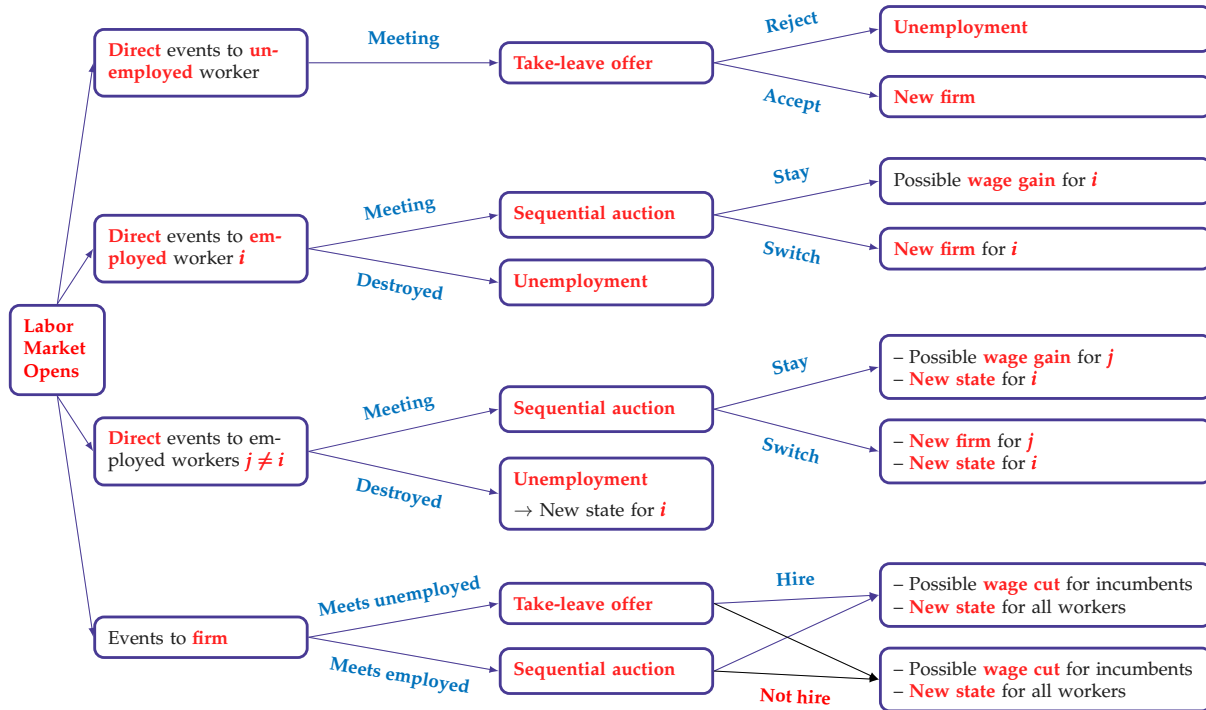 Labor
Market
Opens
Direct events to un-
employed worker
Meeting
Take-leave offer
Reject
Unemployment
Accept
New firm
Direct events to em-
ployed worker i
Meeting
Sequential auction
Stay
Possible wage gain for i
Switch
New firm for i
Destroyed
Unemployment
Direct events to em-
ployed workers j ≠ i
Meeting
Sequential auction
Stay
– Possible wage gain for j
– New state for i
Switch
– New firm for j
– New state for i
Destroyed
Unemployment
→ New state for i
Events to firm
Meets unemployed
Take-leave offer
Hire
– Possible wage cut for incumbents
– New state for all workers
Meets employed
Sequential auction
Not hire
– Possible wage cut for incumbents
– New state for all workers